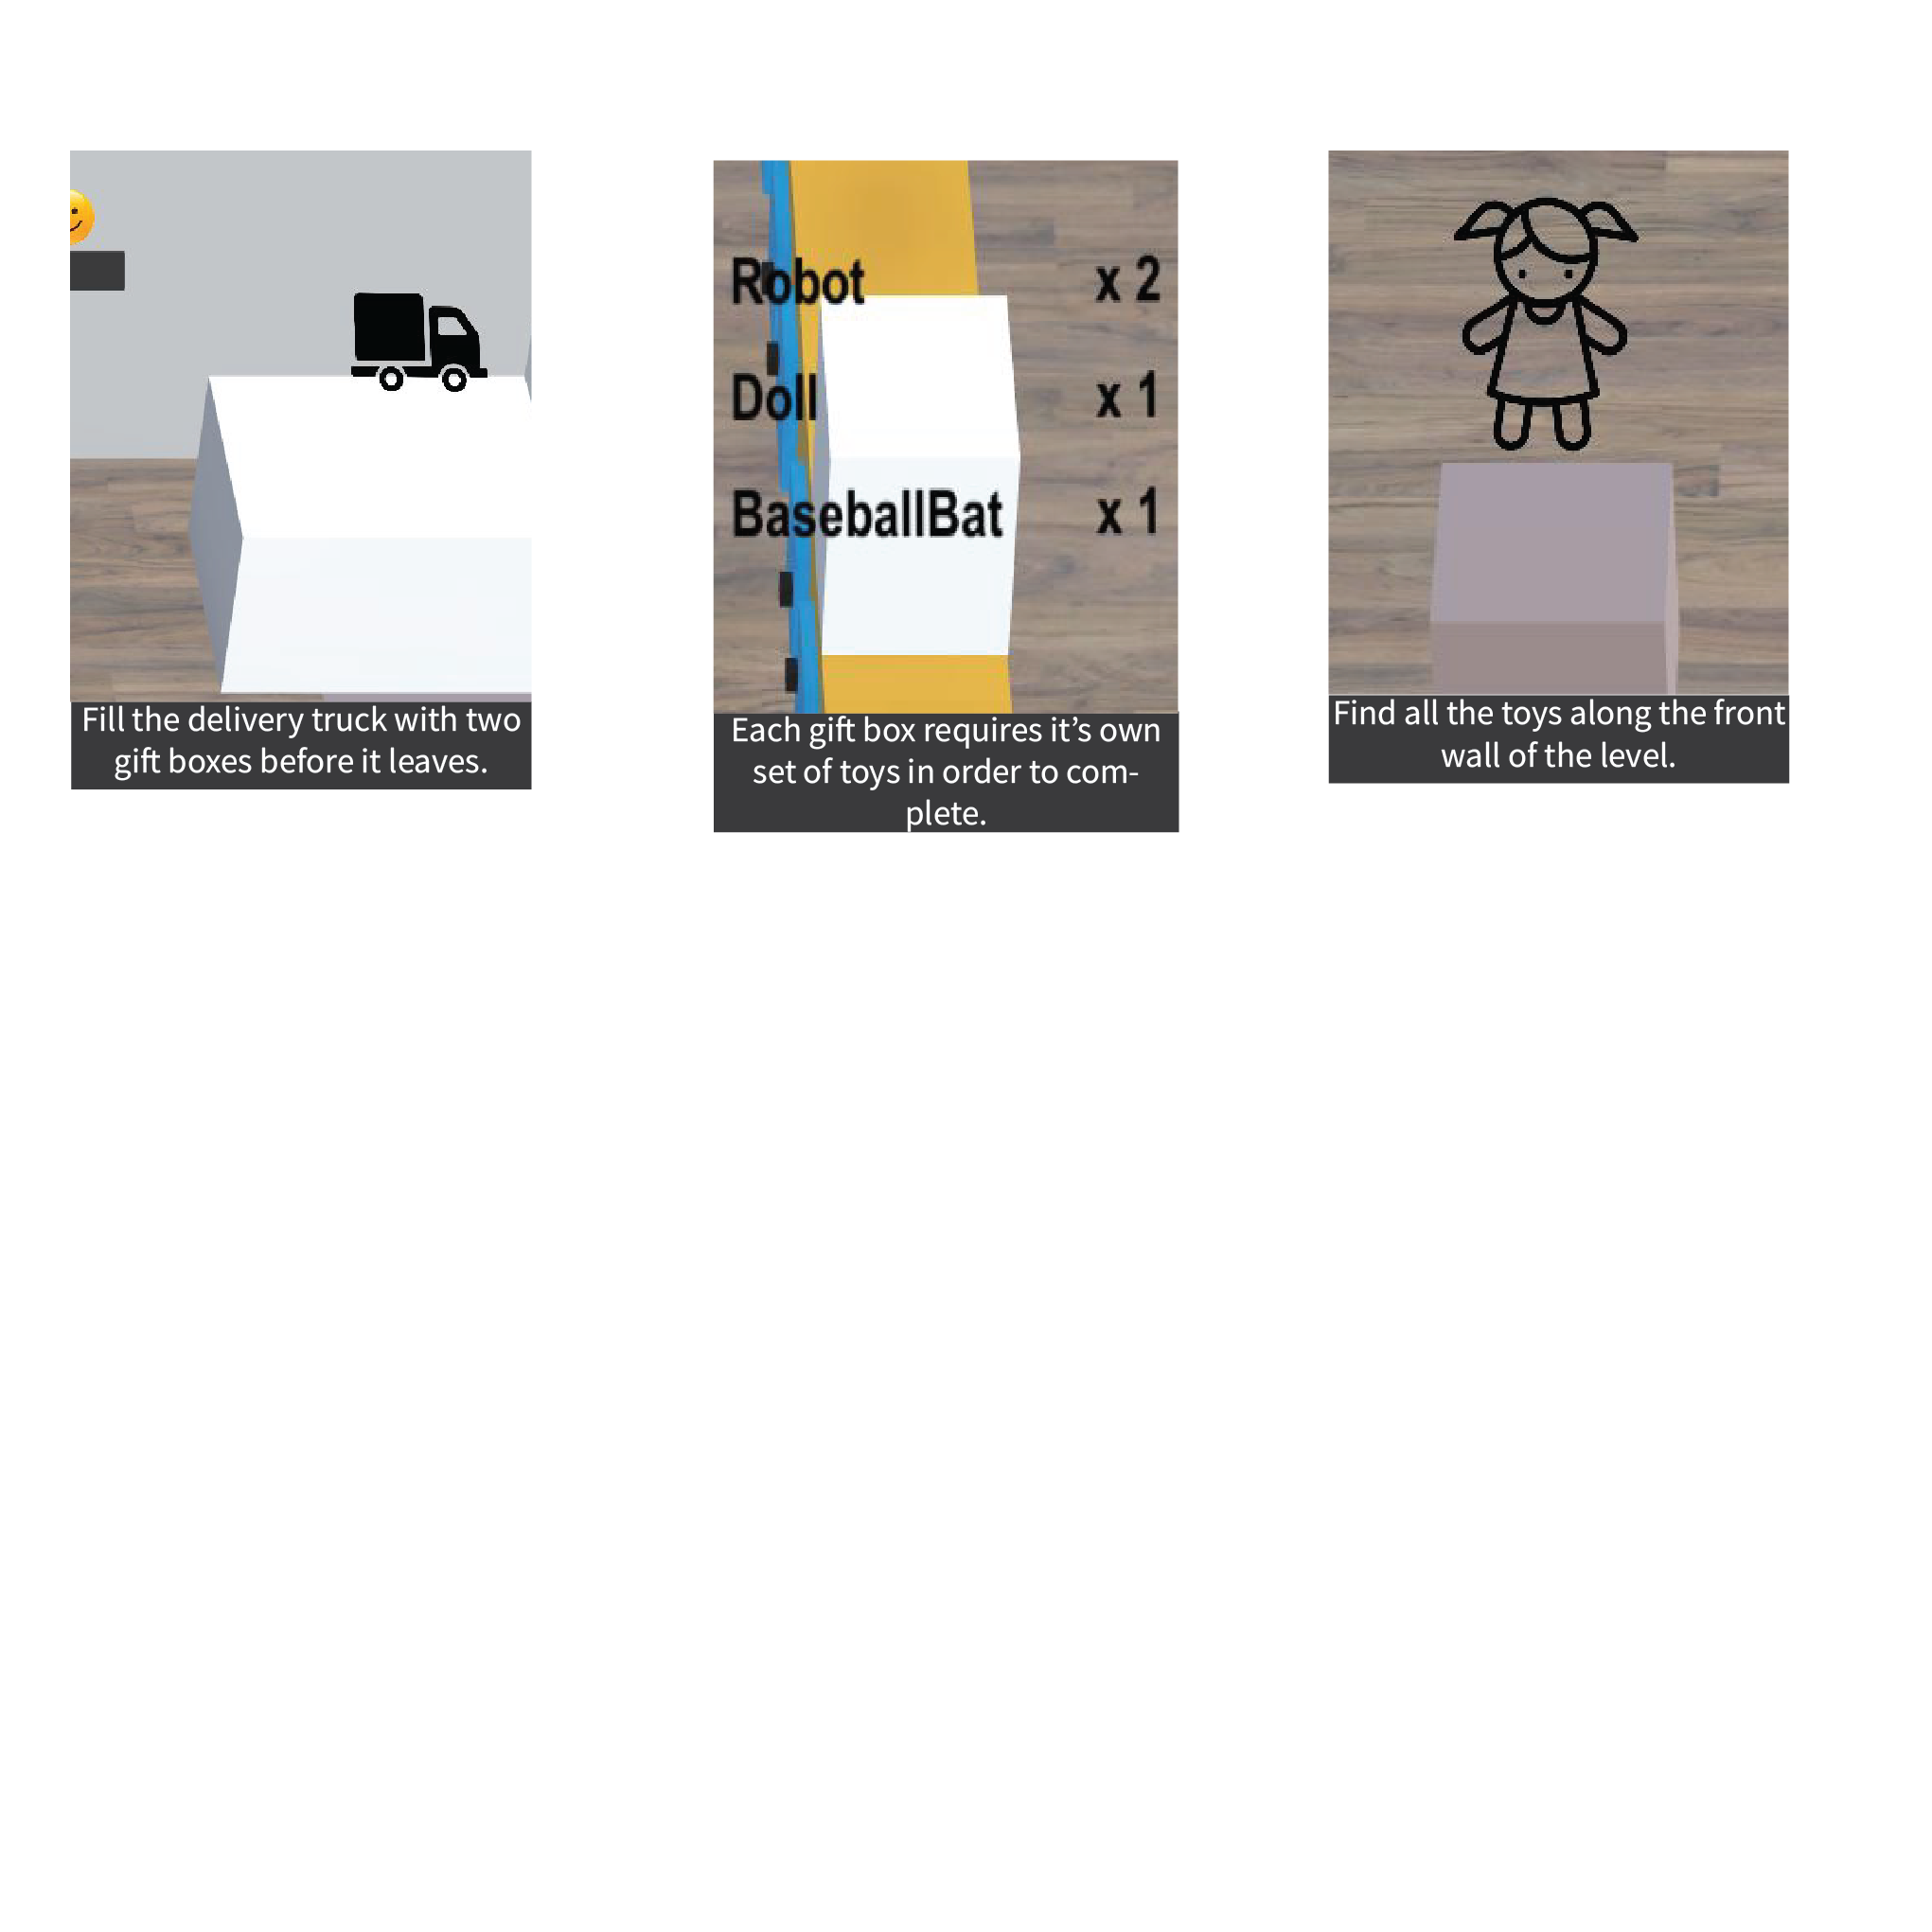 Fill the delivery truck with two
gift boxes before it leaves.
Robot x 2
Doll x 1
BaseballBat x 1
Each gift box requires it’s own
set of toys in order to com-
plete.
Find all the toys along the front
wall of the level.